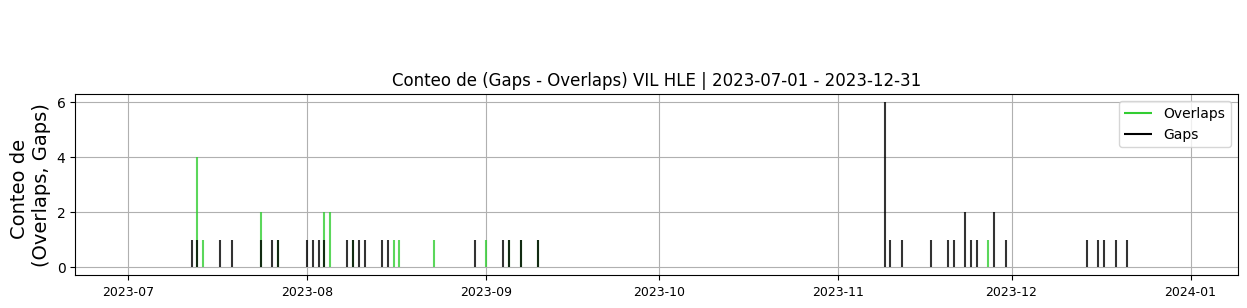 Conteo de (Gaps - Overlaps) VIL HLE | 2023-07-01 - 2023-12-31
Conteo de
(Overlaps, Gaps)
6
4
2
0
Overlaps
Gaps
2023-07
2023-08
2023-09
2023-10
2023-11
2023-12
2024-01